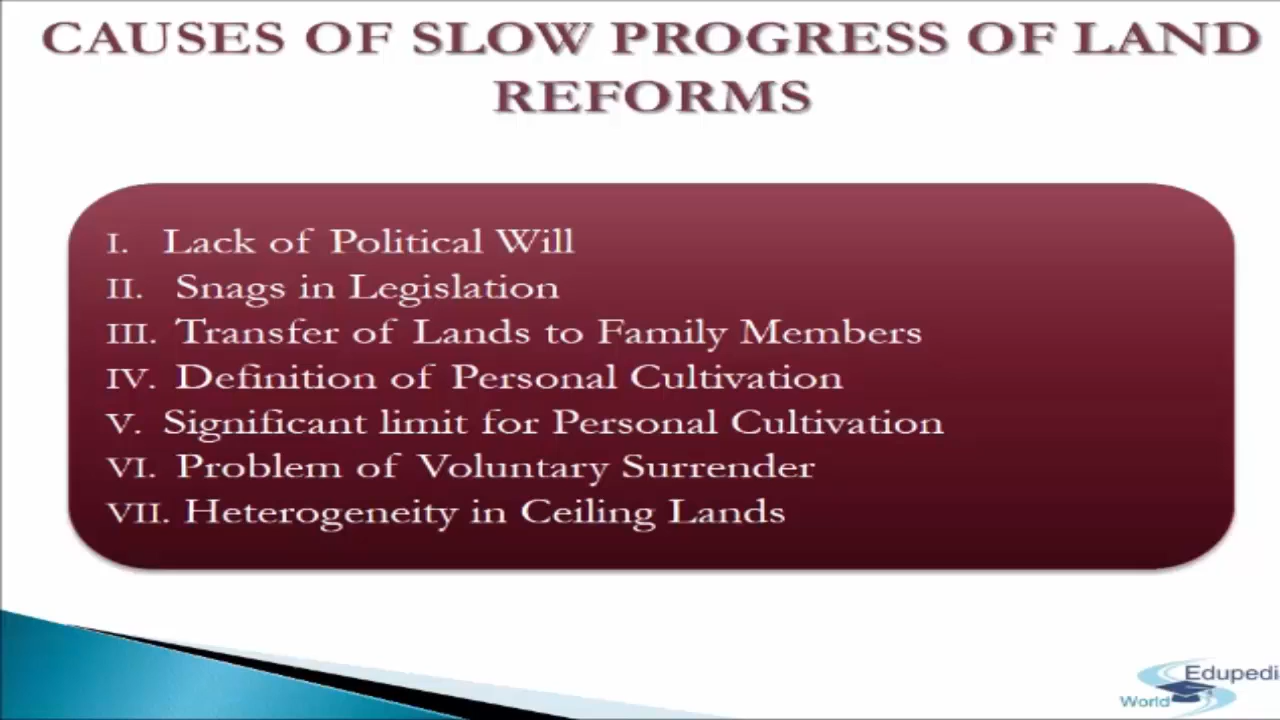 CAUSES OF SLOW PROGRESS OF LAND
REFORMS
I. Lack of Political Will
II. Snags in Legislation
III. Transfer of Lands to Family Members
IV. Definition of Personal Cultivation
V. Significant limit for Personal Cultivation
VI. Problem of Voluntary Surrender
VII. Heterogeneity in Ceiling Lands
Edupedi
World